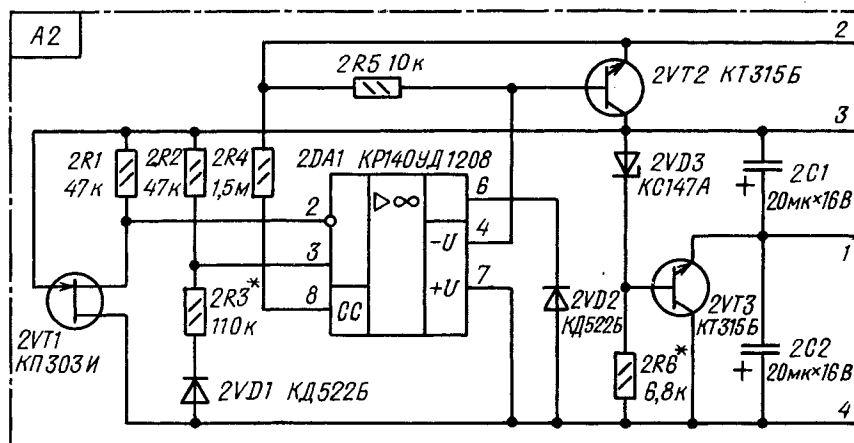 А2
2
2R5 10к
2VT2 КТ315Б
3
2R1
47к
2R2
47к
2R4
1,5м
2DA1 КР140УД1208
2
3
8
▷∞
CC
-U
+U
6
4
7
2VD3
КС147А
+
2C1
20мк×16В
1
2R3*
110к
2VD2
КД522Б
2VT3
КТ315Б
2VT1
КП303И
2VD1 КД522Б
2R6*
6,8к
+
2C2
20мк×16В
4